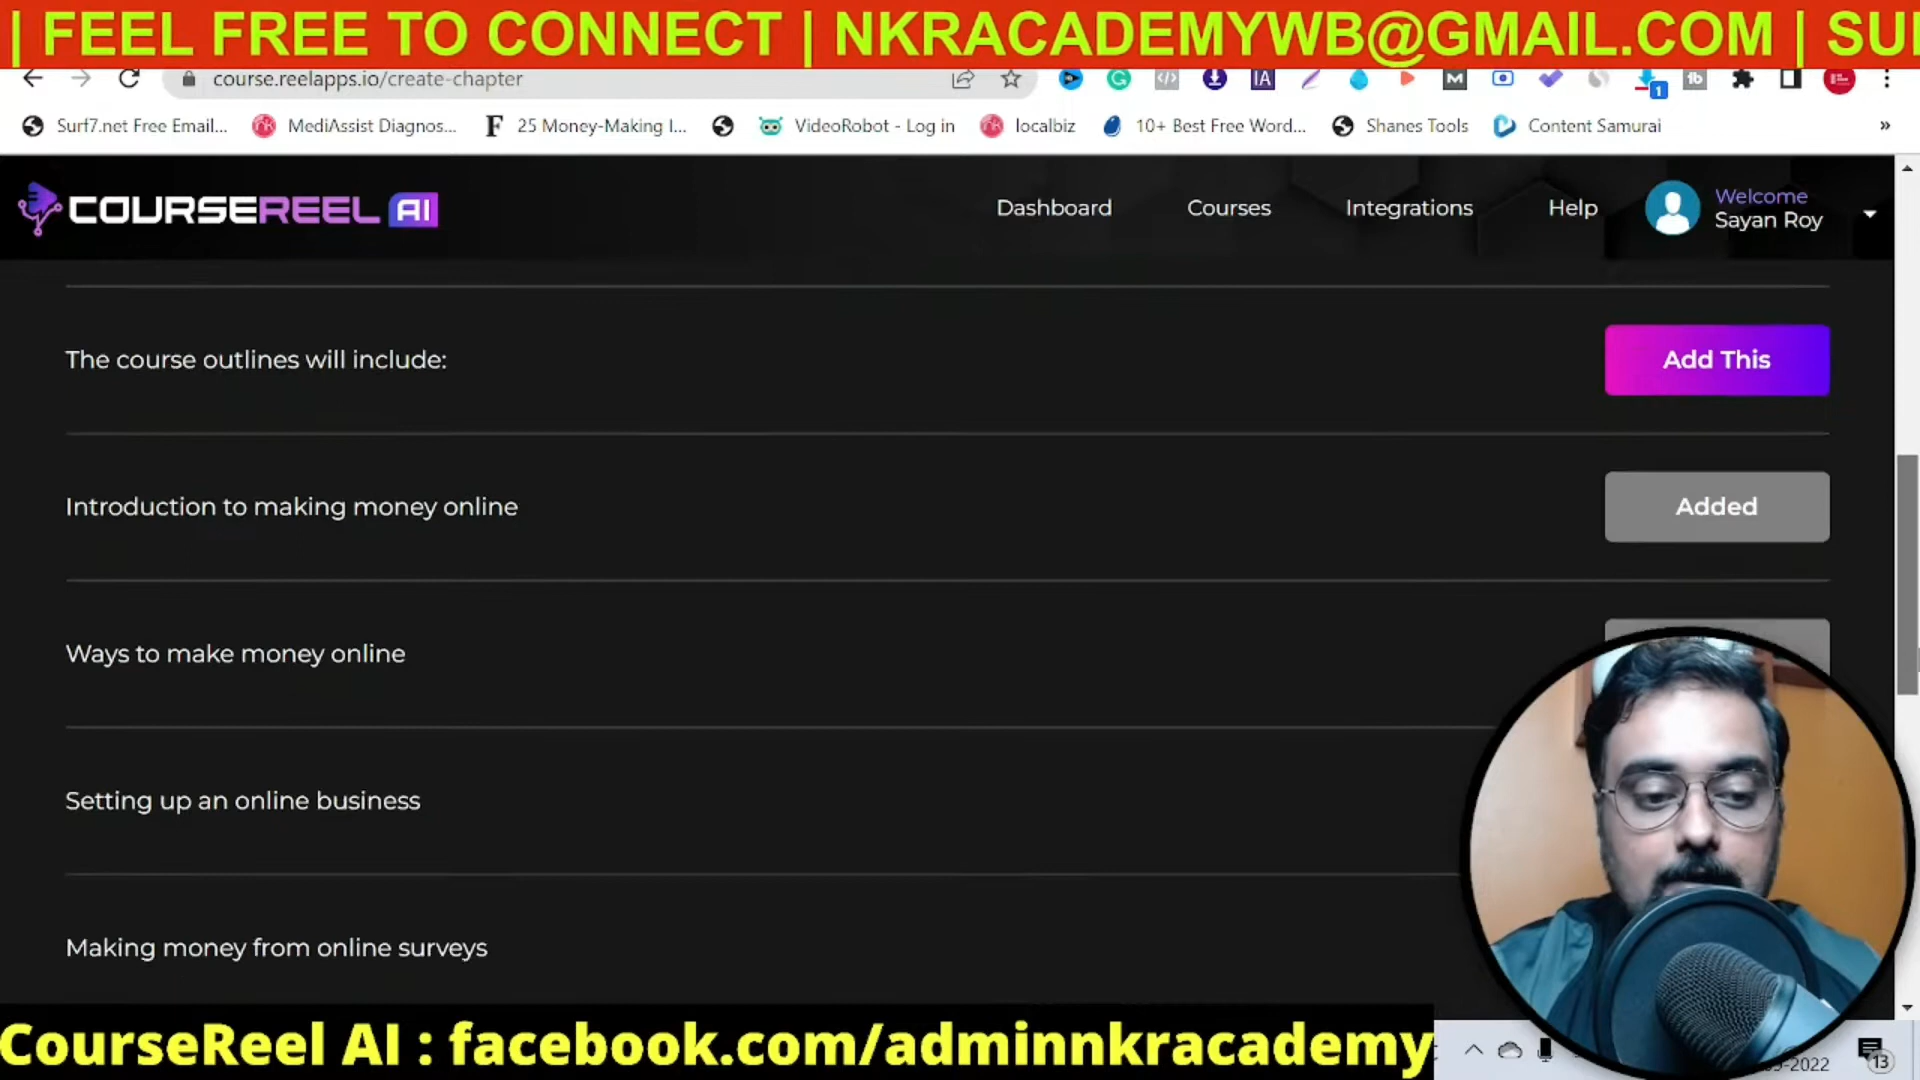 | FEEL FREE TO CONNECT | NKRACADEMYWB@GMAIL.COM |
course.reelapps.io/create-chapter
Surf7.net Free Email... MediAssist Diagnos... 25 Money-Making I... VideoRobot - Log in localbiz 10+ Best Free Word... Shanes Tools Content Samurai »
COURSEREEL AI
Dashboard Courses Integrations Help Welcome
Sayan Roy
The course outlines will include: Add This
Introduction to making money online Added
Ways to make money online
Setting up an online business
Making money from online surveys
CourseReel AI : facebook.com/adminnkracademy
13